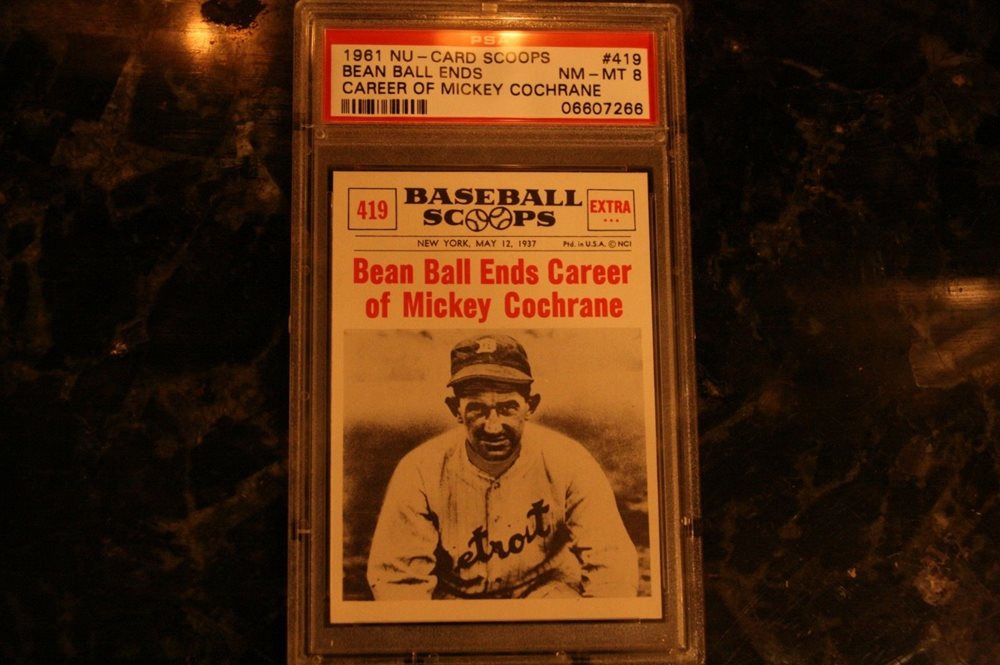 PSA
1961 NU-CARD SCOOPS #419
BEAN BALL ENDS NM-MT 8
CAREER OF MICKEY COCHRANE
06607266
419 BASEBALL SCOOPS EXTRA
NEW YORK, MAY 12, 1937 Ptd. in U.S.A. © NCI
Bean Ball Ends Career
of Mickey Cochrane
D
Detroit